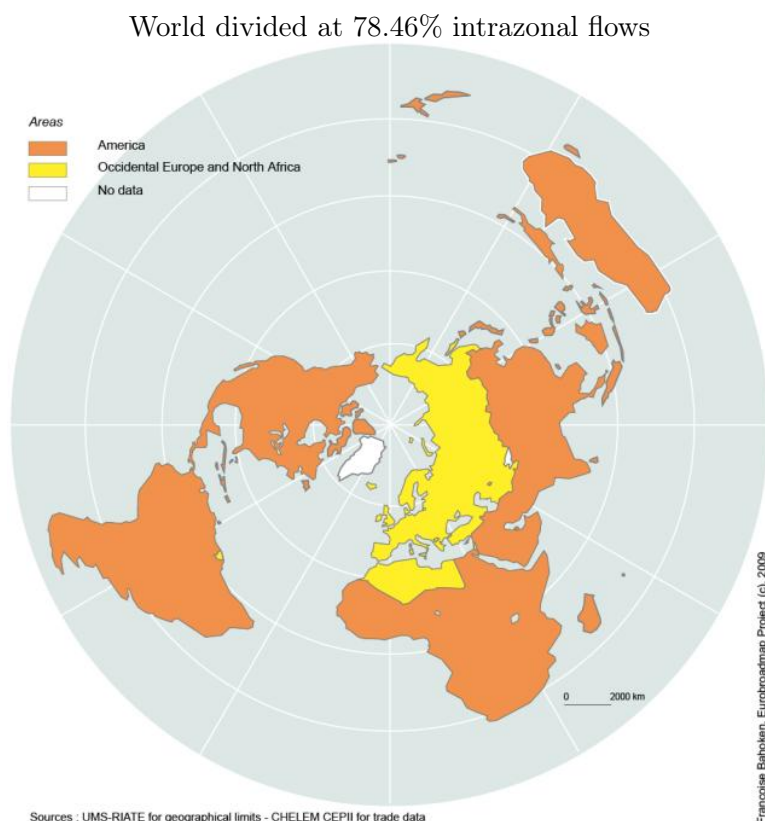 World divided at 78.46% intrazonal flows
Areas
America
Occidental Europe and North Africa
No data
0 2000 km
Françoise Bahoken, Eurobroadmap Project (c), 2009
Sources : UMS-RIATE for geographical limits - CHELEM CEPII for trade data